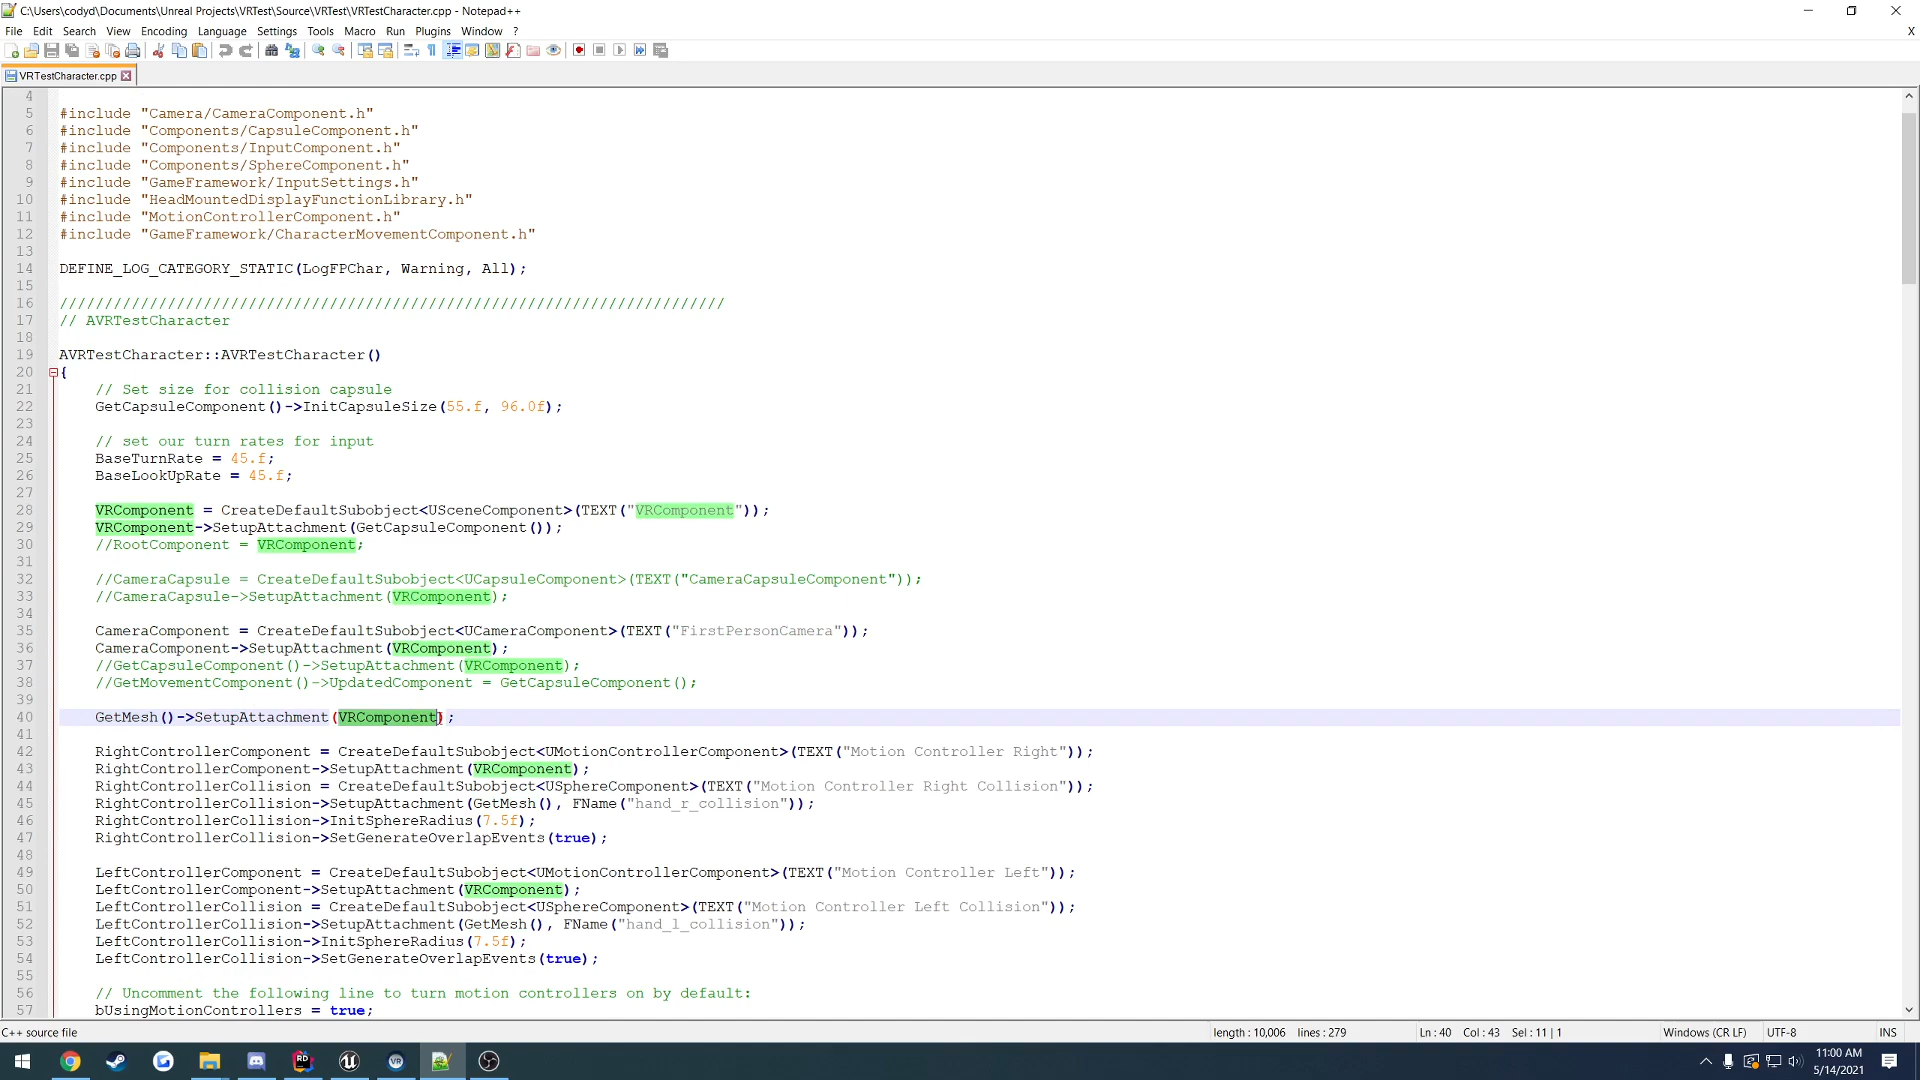 C:\Users\codyd\Documents\Unreal Projects\VRTest\Source\VRTest\VRTestCharacter.cpp - Notepad++
File Edit Search View Encoding Language Settings Tools Macro Run Plugins Window ? X
VRTestCharacter.cpp
4
5 #include "Camera/CameraComponent.h"
6 #include "Components/CapsuleComponent.h"
7 #include "Components/InputComponent.h"
8 #include "Components/SphereComponent.h"
9 #include "GameFramework/InputSettings.h"
10 #include "HeadMountedDisplayFunctionLibrary.h"
11 #include "MotionControllerComponent.h"
12 #include "GameFramework/CharacterMovementComponent.h"
13
14 DEFINE_LOG_CATEGORY_STATIC(LogFPChar, Warning, All);
15
16 //////////////////////////////////////////////////////////////////////////
17 // AVRTestCharacter
18
19 AVRTestCharacter::AVRTestCharacter()
20 {
21 // Set size for collision capsule
22 GetCapsuleComponent()->InitCapsuleSize(55.f, 96.0f);
23
24 // set our turn rates for input
25 BaseTurnRate = 45.f;
26 BaseLookUpRate = 45.f;
27
28 VRComponent = CreateDefaultSubobject<USceneComponent>(TEXT("VRComponent"));
29 VRComponent->SetupAttachment(GetCapsuleComponent());
30 //RootComponent = VRComponent;
31
32 //CameraCapsule = CreateDefaultSubobject<UCapsuleComponent>(TEXT("CameraCapsuleComponent"));
33 //CameraCapsule->SetupAttachment(VRComponent);
34
35 CameraComponent = CreateDefaultSubobject<UCameraComponent>(TEXT("FirstPersonCamera"));
36 CameraComponent->SetupAttachment(VRComponent);
37 //GetCapsuleComponent()->SetupAttachment(VRComponent);
38 //GetMovementComponent()->UpdatedComponent = GetCapsuleComponent();
39
40 GetMesh()->SetupAttachment(VRComponent);
41
42 RightControllerComponent = CreateDefaultSubobject<UMotionControllerComponent>(TEXT("Motion Controller Right"));
43 RightControllerComponent->SetupAttachment(VRComponent);
44 RightControllerCollision = CreateDefaultSubobject<USphereComponent>(TEXT("Motion Controller Right Collision"));
45 RightControllerCollision->SetupAttachment(GetMesh(), FName("hand_r_collision"));
46 RightControllerCollision->InitSphereRadius(7.5f);
47 RightControllerCollision->SetGenerateOverlapEvents(true);
48
49 LeftControllerComponent = CreateDefaultSubobject<UMotionControllerComponent>(TEXT("Motion Controller Left"));
50 LeftControllerComponent->SetupAttachment(VRComponent);
51 LeftControllerCollision = CreateDefaultSubobject<USphereComponent>(TEXT("Motion Controller Left Collision"));
52 LeftControllerCollision->SetupAttachment(GetMesh(), FName("hand_l_collision"));
53 LeftControllerCollision->InitSphereRadius(7.5f);
54 LeftControllerCollision->SetGenerateOverlapEvents(true);
55
56 // Uncomment the following line to turn motion controllers on by default:
57 bUsingMotionControllers = true;
C++ source file length : 10,006 lines : 279 Ln : 40 Col : 43 Sel : 11 | 1 Windows (CR LF) UTF-8 INS
11:00 AM
5/14/2021